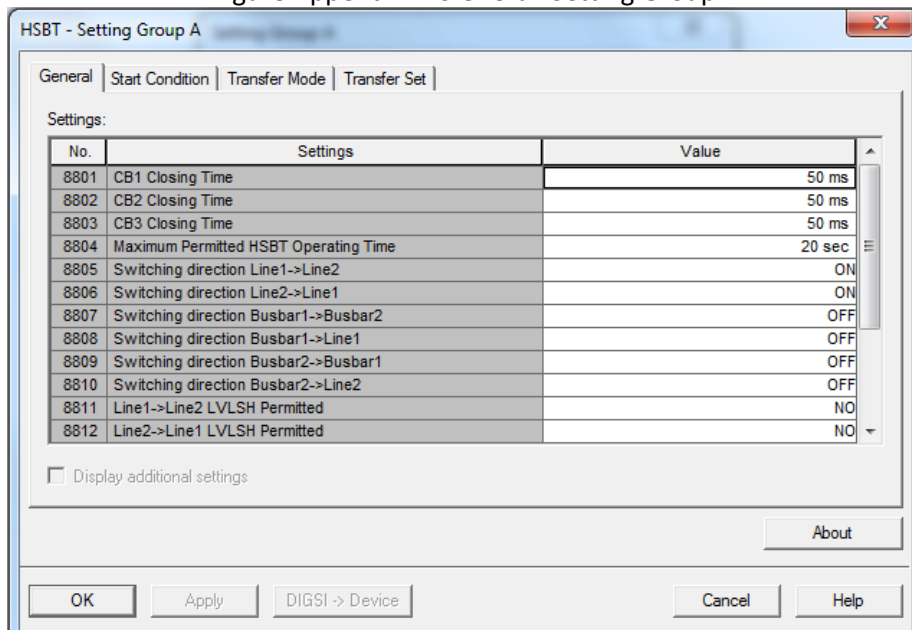 HSBT - Setting Group A
General Start Condition Transfer Mode Transfer Set
Settings:
No. Settings Value
8801 CB1 Closing Time 50 ms
8802 CB2 Closing Time 50 ms
8803 CB3 Closing Time 50 ms
8804 Maximum Permitted HSBT Operating Time 20 sec
8805 Switching direction Line1->Line2 ON
8806 Switching direction Line2->Line1 ON
8807 Switching direction Busbar1->Busbar2 OFF
8808 Switching direction Busbar1->Line1 OFF
8809 Switching direction Busbar2->Busbar1 OFF
8810 Switching direction Busbar2->Line2 OFF
8811 Line1->Line2 LVLSH Permitted NO
8812 Line2->Line1 LVLSH Permitted NO
Display additional settings
About
OK Apply DIGSI -> Device Cancel Help